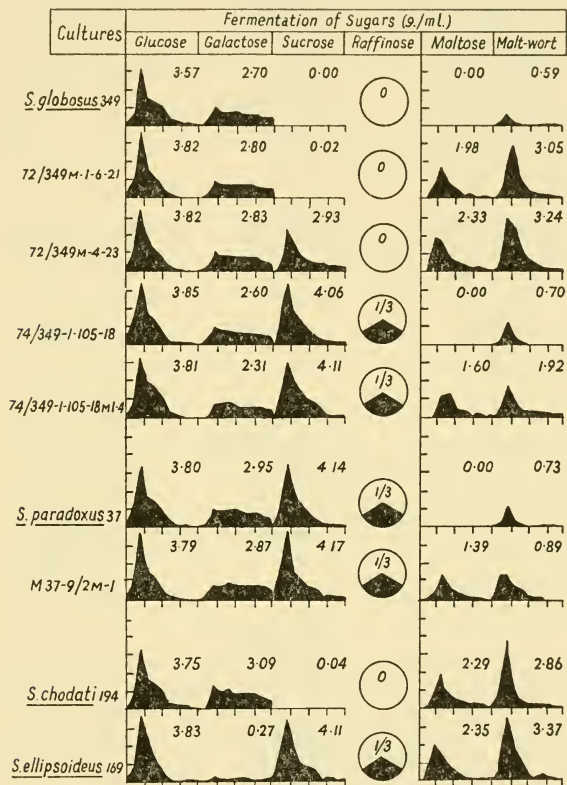 Cultures
Fermentation of Sugars (g./ml.)
Glucose Galactose Sucrose Raffinose Maltose Malt-wort
S. globosus 349 3.57 2.70 0.00 0 0.00 0.59
72/349M-1-6-21 3.82 2.80 0.02 0 1.98 3.05
72/349M-4-23 3.82 2.83 2.93 0 2.33 3.24
74/349-1-105-18 3.85 2.60 4.06 1/3 0.00 0.70
74/349-1-105-18M1-4 3.81 2.31 4.11 1/3 1.60 1.92
S. paradoxus 37 3.80 2.95 4.14 1/3 0.00 0.73
M 37-9/2M-1 3.79 2.87 4.17 1/3 1.39 0.89
S. chodati 194 3.75 3.09 0.04 0 2.29 2.86
S. ellipsoideus 169 3.83 0.27 4.11 1/3 2.35 3.37